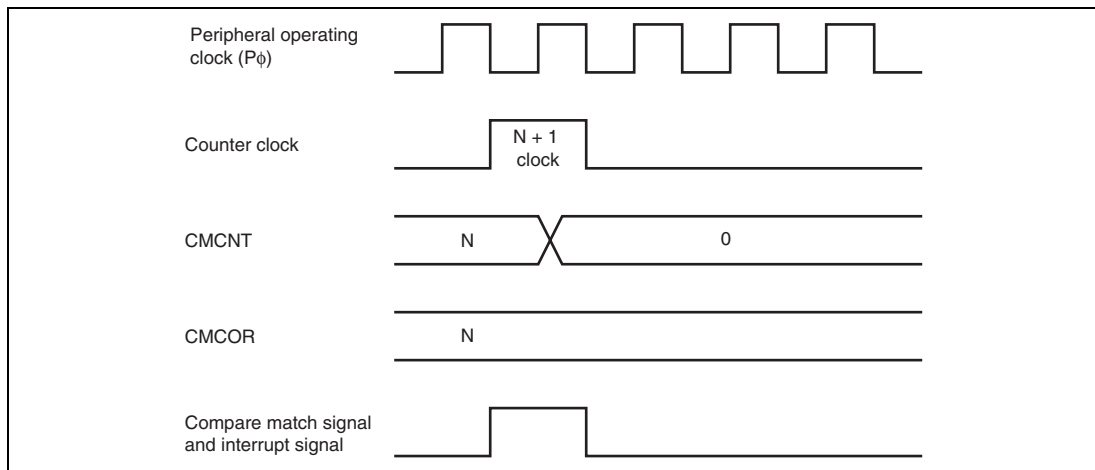 Peripheral operating
clock (Pϕ)
Counter clock
N + 1
clock
CMCNT
N
0
CMCOR
N
Compare match signal
and interrupt signal